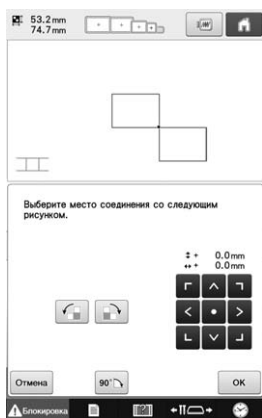 53.2 mm
74.7 mm
Выберите место соединения со следующим
рисунком.
+ 0.0 mm
+ 0.0 mm
Отмена
90°
OK
Блокировка